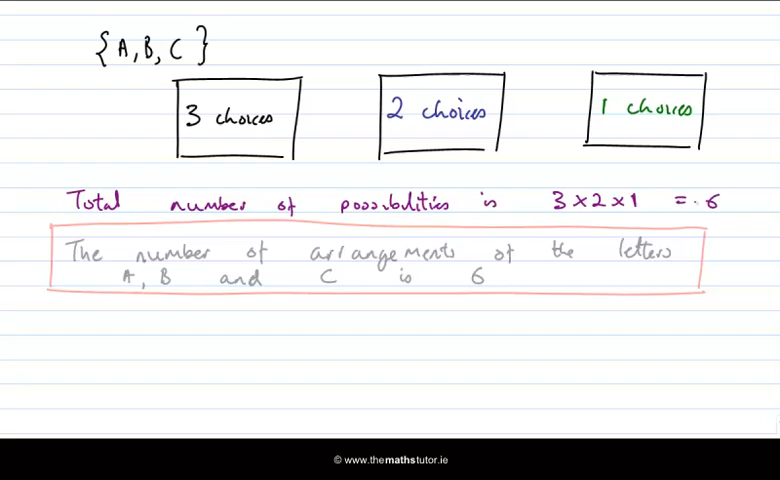 {A, B, C}
3 choices 2 choices 1 choices
Total number of possibilities is 3 × 2 × 1 = 6
The number of arrangements of the letters
A, B and C is 6
© www.themathstutor.ie